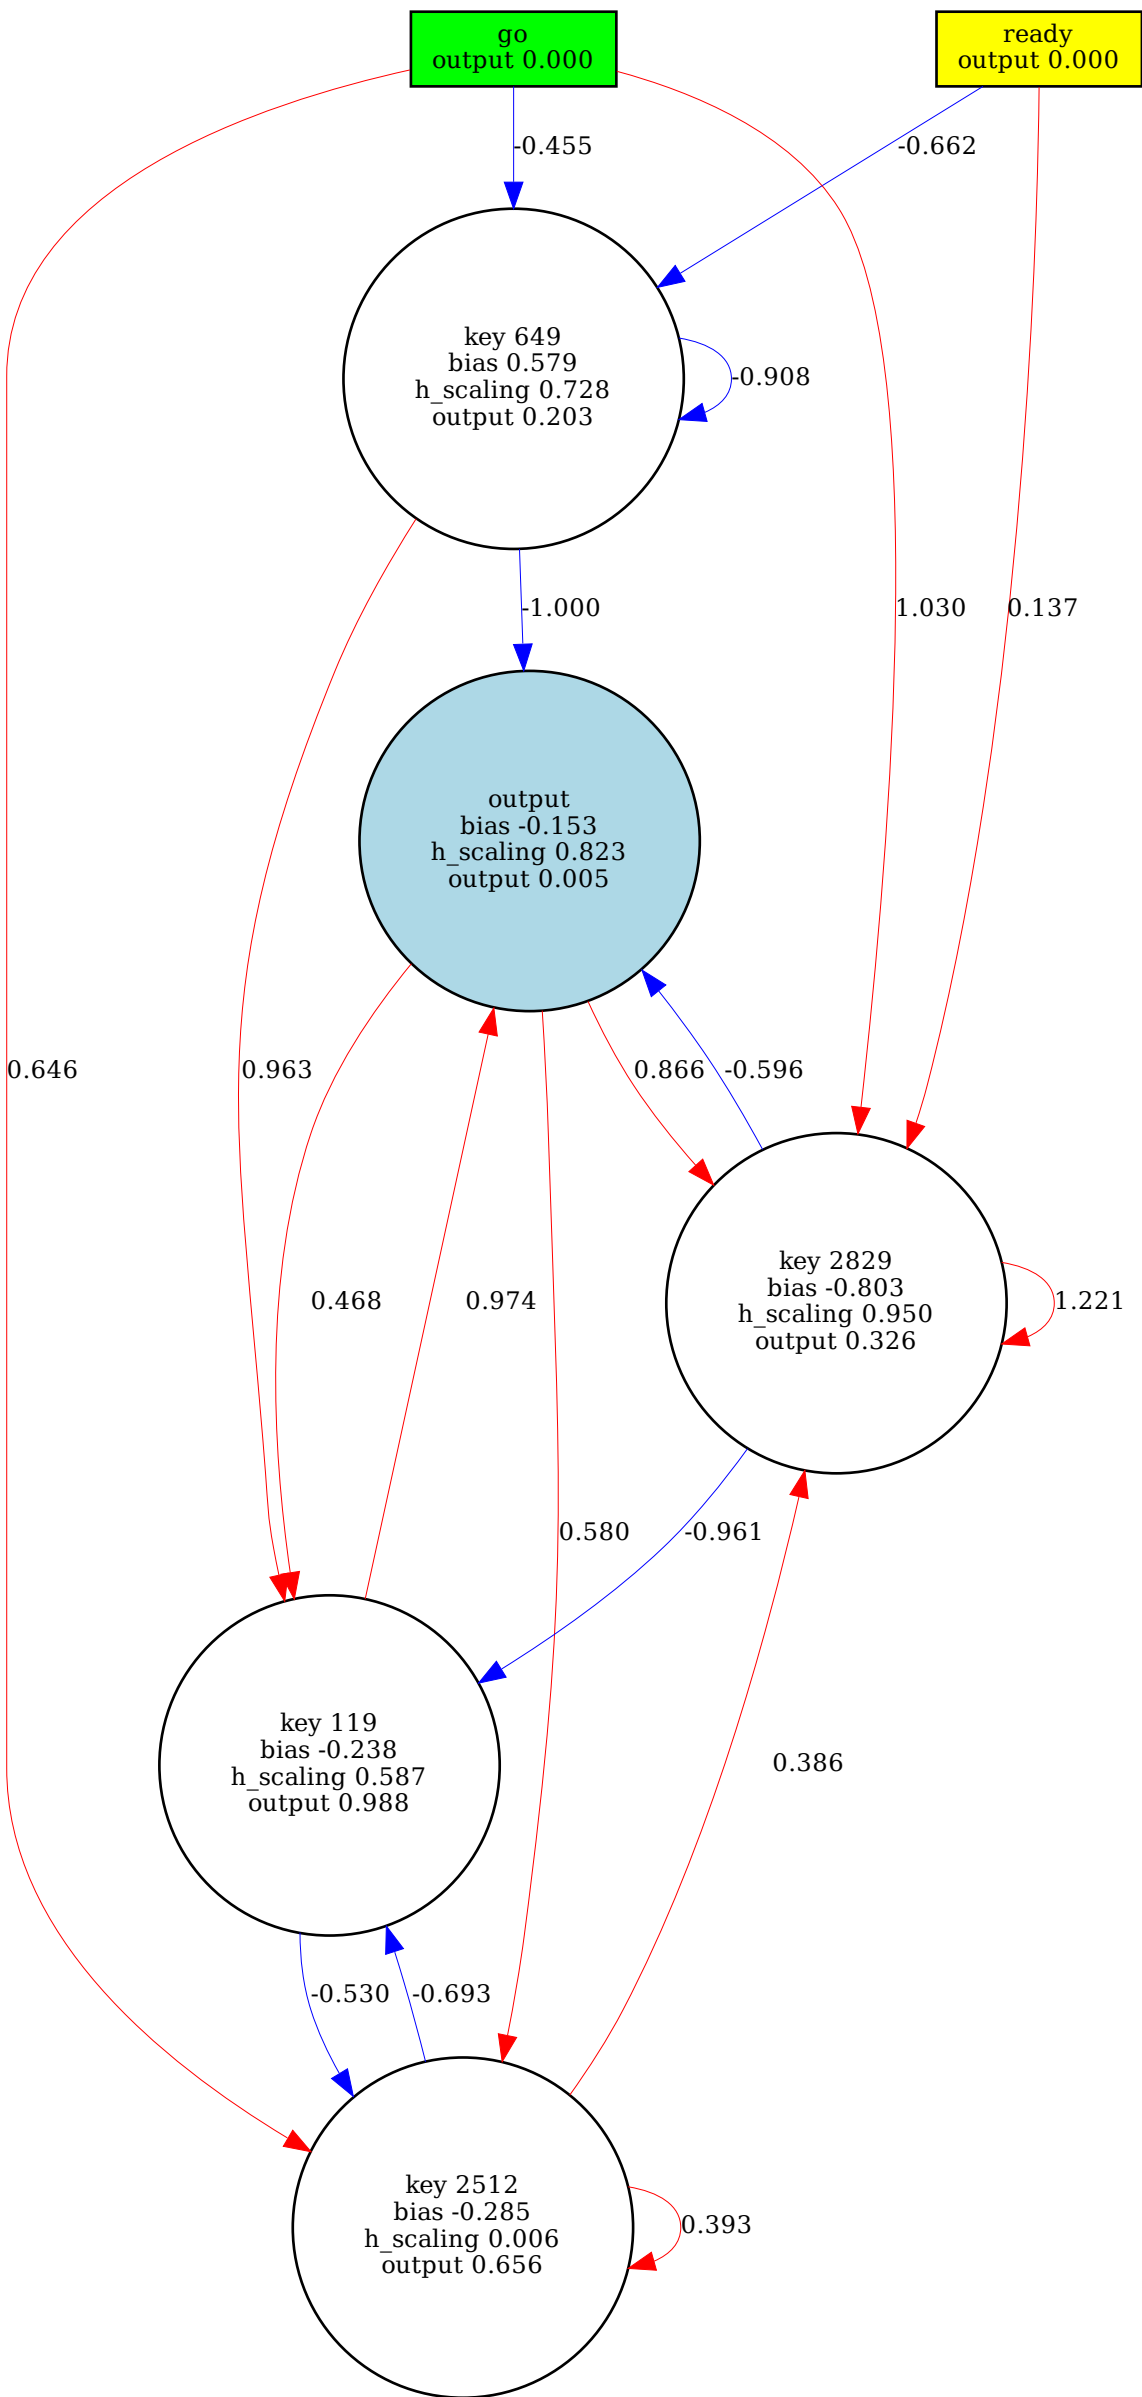 go
output 0.000
ready
output 0.000
-0.455
-0.662
key 649
bias 0.579
h_scaling 0.728
output 0.203
-0.908
-1.000
1.030
0.137
output
bias -0.153
h_scaling 0.823
output 0.005
0.646
0.963
0.866
-0.596
key 2829
bias -0.803
h_scaling 0.950
output 0.326
0.468
0.974
1.221
0.580
-0.961
key 119
bias -0.238
h_scaling 0.587
output 0.988
0.386
-0.530
-0.693
key 2512
bias -0.285
h_scaling 0.006
output 0.656
0.393